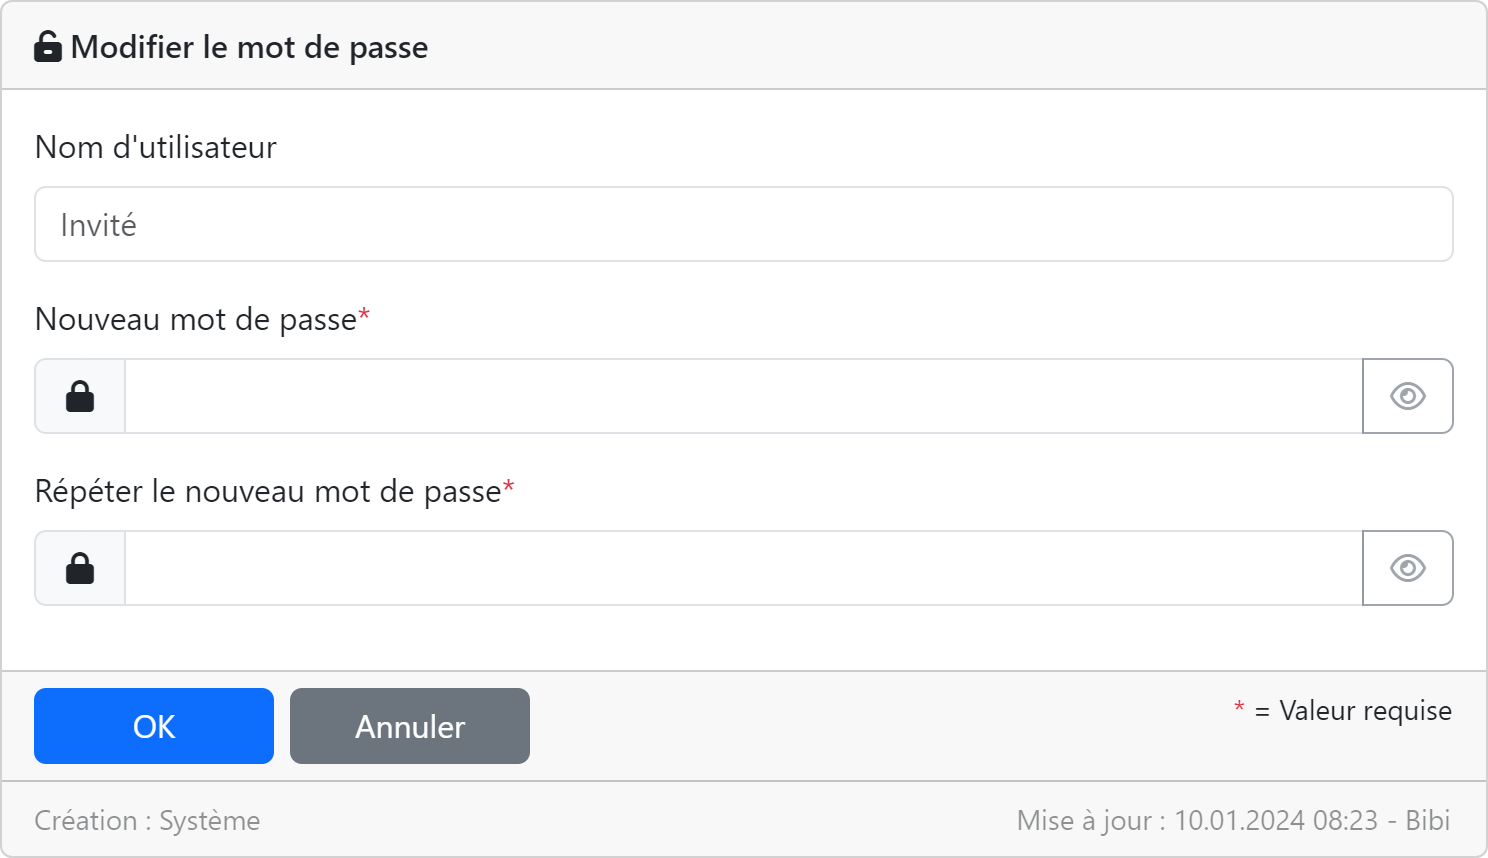 Modifier le mot de passe
Nom d'utilisateur
Invité
Nouveau mot de passe*
Répéter le nouveau mot de passe*
OK
Annuler
* = Valeur requise
Création : Système
Mise à jour : 10.01.2024 08:23 - Bibi